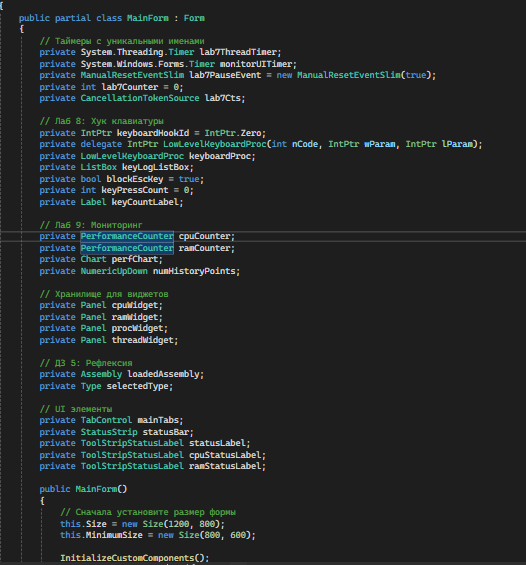 {
public partial class MainForm : Form
{
// Таймеры с уникальными именами
private System.Threading.Timer lab7ThreadTimer;
private System.Windows.Forms.Timer monitorUITimer;
private ManualResetEventSlim lab7PauseEvent = new ManualResetEventSlim(true);
private int lab7Counter = 0;
private CancellationTokenSource lab7Cts;
// Лаб 8: Хук клавиатуры
private IntPtr keyboardHookId = IntPtr.Zero;
private delegate IntPtr LowLevelKeyboardProc(int nCode, IntPtr wParam, IntPtr lParam);
private LowLevelKeyboardProc keyboardProc;
private ListBox keyLogListBox;
private bool blockEscKey = true;
private int keyPressCount = 0;
private Label keyCountLabel;
// Лаб 9: Мониторинг
private PerformanceCounter cpuCounter;
private PerformanceCounter ramCounter;
private Chart perfChart;
private NumericUpDown numHistoryPoints;
// Хранилище для виджетов
private Panel cpuWidget;
private Panel ramWidget;
private Panel procWidget;
private Panel threadWidget;
// ДЗ 5: Рефлексия
private Assembly loadedAssembly;
private Type selectedType;
// UI элементы
private TabControl mainTabs;
private StatusStrip statusBar;
private ToolStripStatusLabel statusLabel;
private ToolStripStatusLabel cpuStatusLabel;
private ToolStripStatusLabel ramStatusLabel;
public MainForm()
{
// Сначала установите размер формы
this.Size = new Size(1200, 800);
this.MinimumSize = new Size(800, 600);
InitializeCustomComponents();